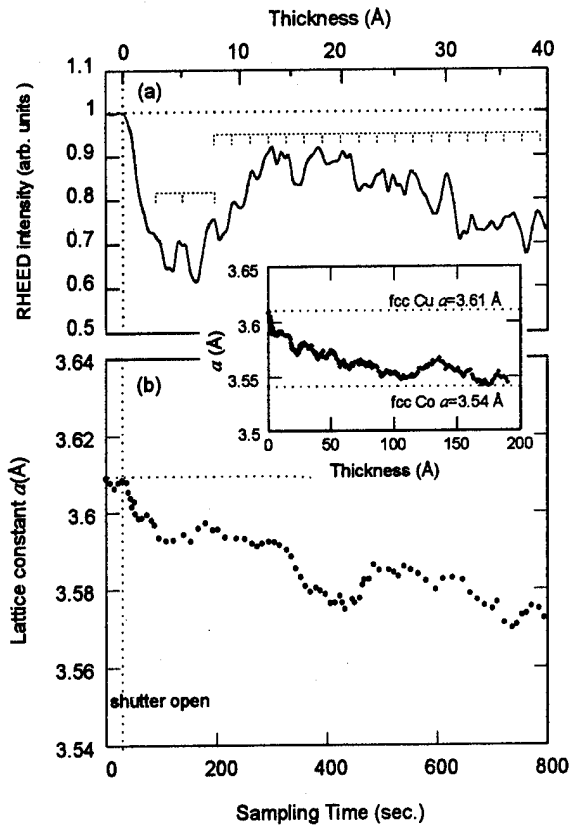 Thickness (Å)
0 10 20 30 40
1.1
(a)
1
0.9
0.8
0.7
0.6
0.5
RHEED intensity (arb. units)
3.65
fcc Cu a=3.61 Å
3.6
a (Å)
3.55
fcc Co a=3.54 Å
3.5
0 50 100 150 200
Thickness (Å)
3.64
(b)
3.62
3.6
3.58
3.56
3.54
Lattice constant a(Å)
shutter open
0 200 400 600 800
Sampling Time (sec.)